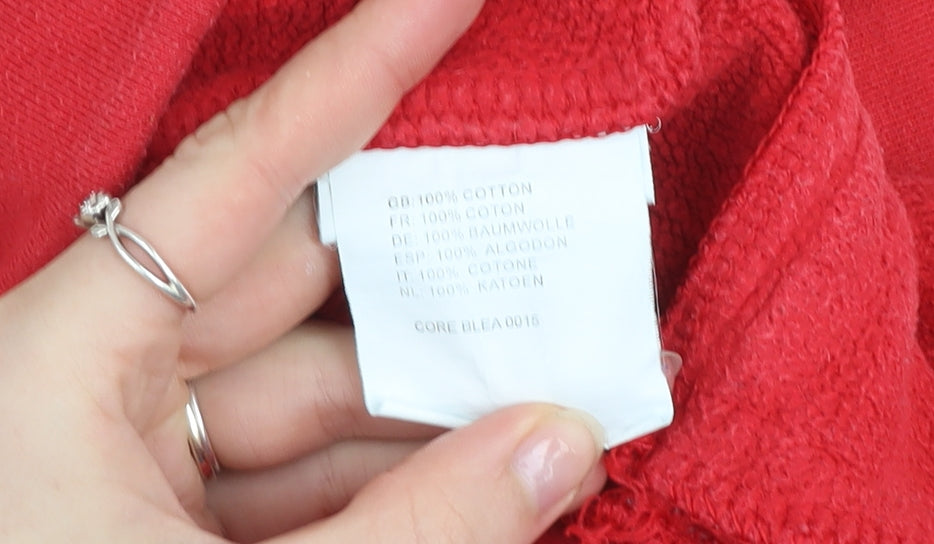 GB: 100% COTTON
FR: 100% COTON
DE: 100% BAUMWOLLE
ESP: 100% ALGODON
IT: 100% COTONE
NL: 100% KATOEN
CORE BLEA 0015